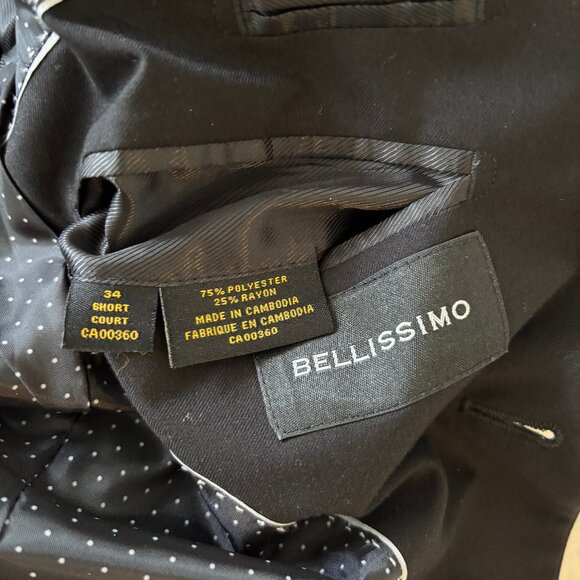 34
SHORT
COURT
CA00360
75% POLYESTER
25% RAYON
MADE IN CAMBODIA
FABRIQUE EN CAMBODIA
CA00360
BELLISSIMO